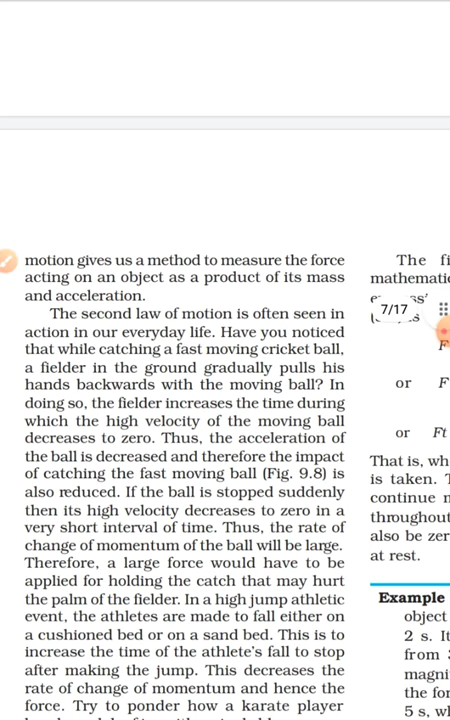 motion gives us a method to measure the force
acting on an object as a product of its mass
and acceleration.
The second law of motion is often seen in
action in our everyday life. Have you noticed
that while catching a fast moving cricket ball,
a fielder in the ground gradually pulls his
hands backwards with the moving ball? In
doing so, the fielder increases the time during
which the high velocity of the moving ball
decreases to zero. Thus, the acceleration of
the ball is decreased and therefore the impact
of catching the fast moving ball (Fig. 9.8) is
also reduced. If the ball is stopped suddenly
then its high velocity decreases to zero in a
very short interval of time. Thus, the rate of
change of momentum of the ball will be large.
Therefore, a large force would have to be
applied for holding the catch that may hurt
the palm of the fielder. In a high jump athletic
event, the athletes are made to fall either on
a cushioned bed or on a sand bed. This is to
increase the time of the athlete's fall to stop
after making the jump. This decreases the
rate of change of momentum and hence the
force. Try to ponder how a karate player
The fi
mathematic
7/17
F
or F
or Ft
That is, wh
is taken.
continue
throughout
also be zer
at rest.
Example
object
2 s. It
from
magni
the for
5 s, wh